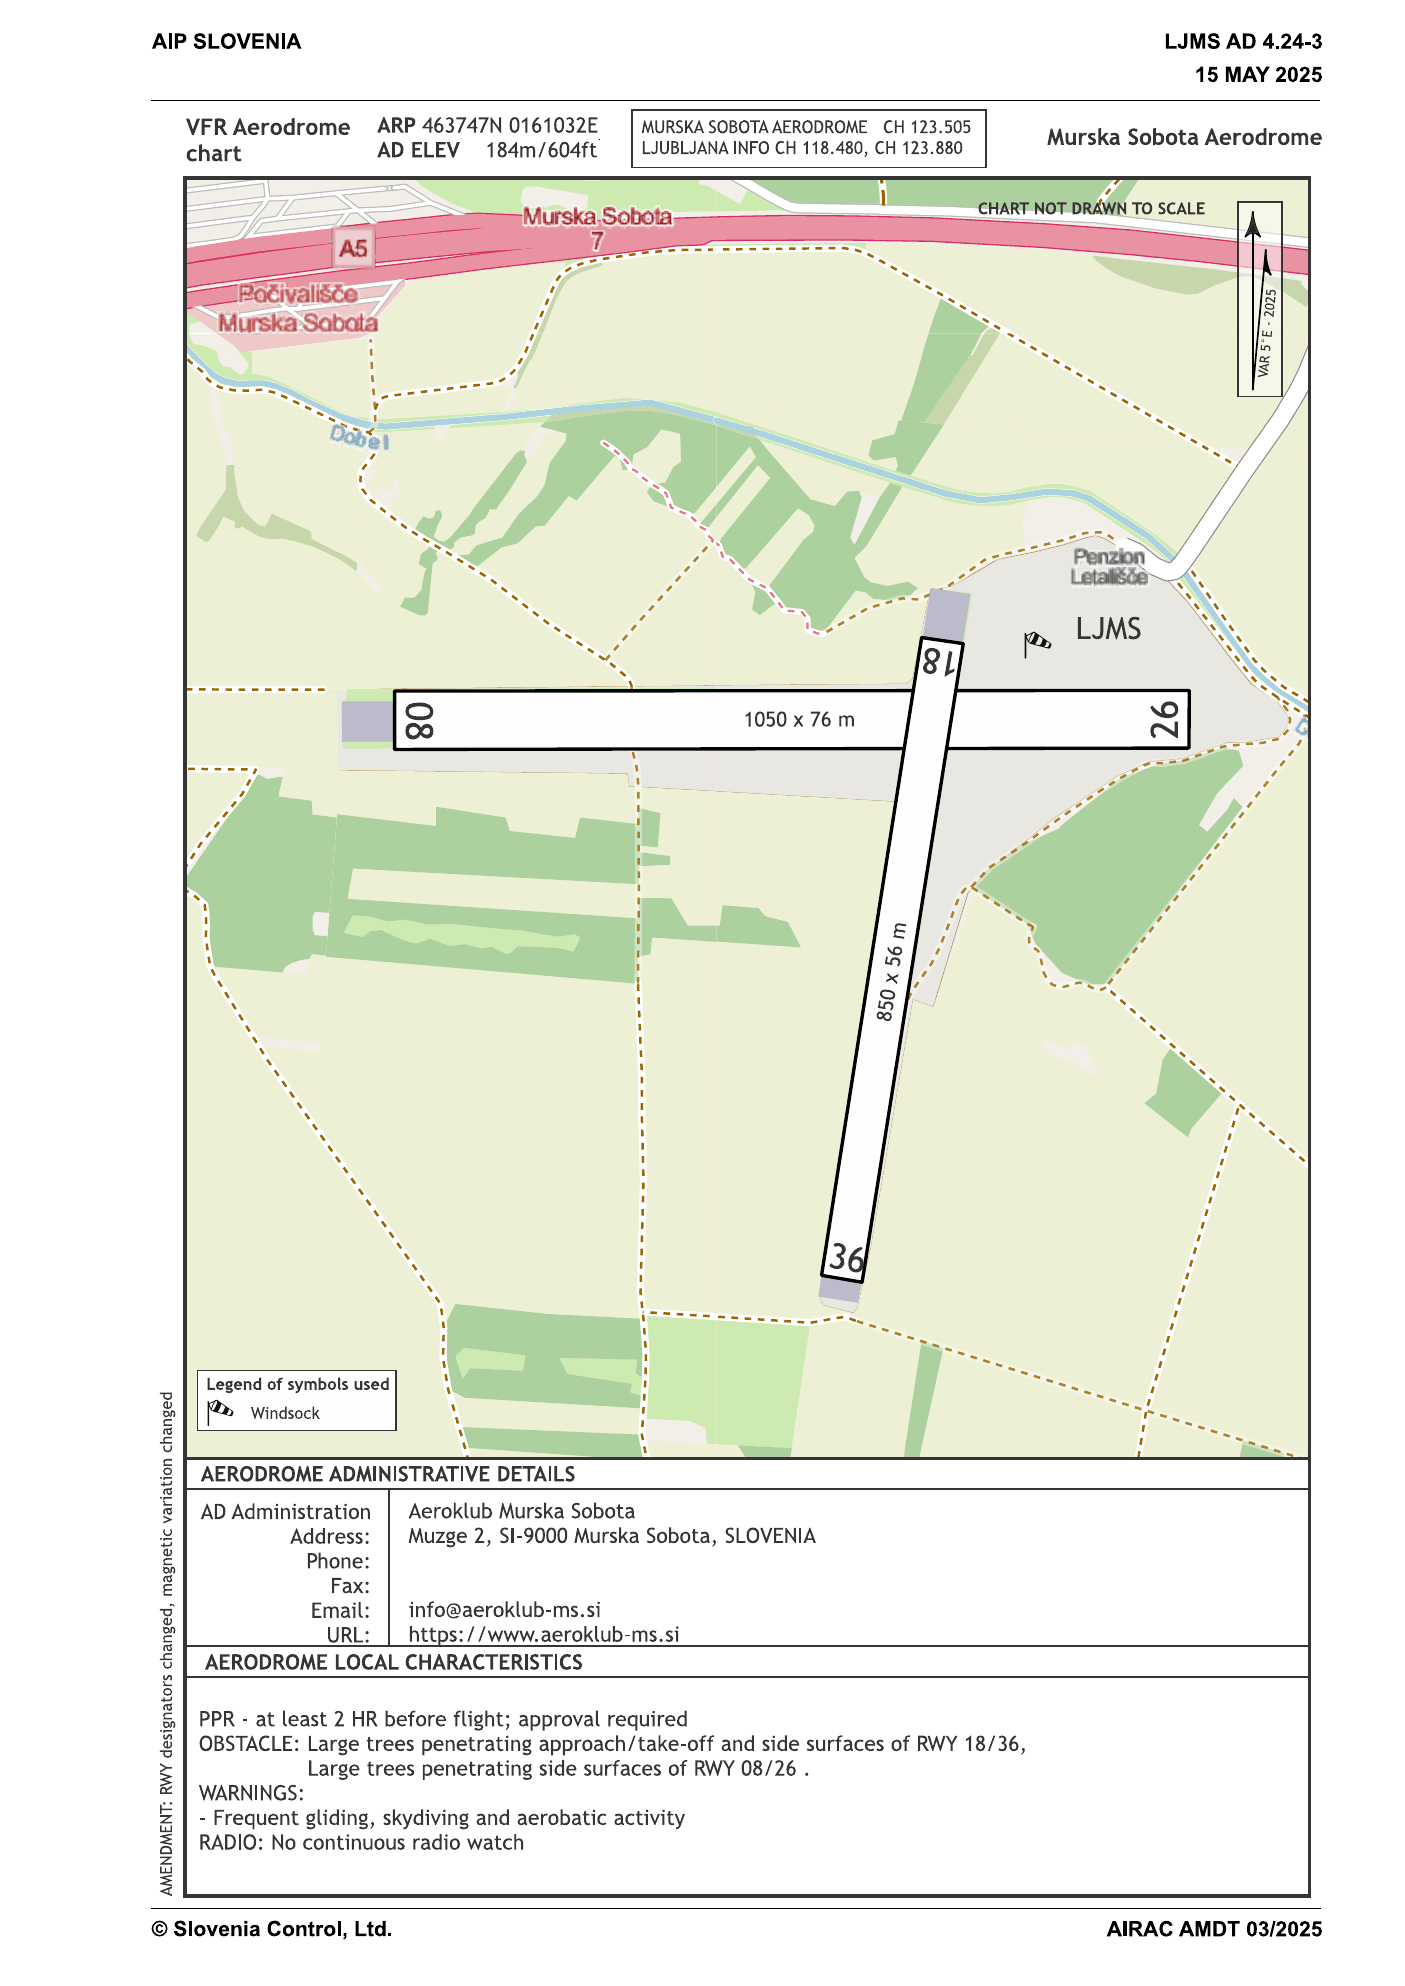 AIP SLOVENIA
LJMS AD 4.24-3
15 MAY 2025
VFR Aerodrome
chart
ARP 463747N 0161032E
AD ELEV 184m/604ft
MURSKA SOBOTA AERODROME CH 123.505
LJUBLJANA INFO CH 118.480, CH 123.880
Murska Sobota Aerodrome
CHART NOT DRAWN TO SCALE
Murska Sobota
7
A5
Počivališče
Murska Sobota
VAR 5°E - 2025
Dobel
Penzion
Letališče
LJMS
18
08
1050 x 76 m
26
850 x 56 m
36
Legend of symbols used
Windsock
AMENDMENT: RWY designators changed, magnetic variation changed
AERODROME ADMINISTRATIVE DETAILS
AD Administration Aeroklub Murska Sobota
Address: Muzge 2, SI-9000 Murska Sobota, SLOVENIA
Phone:
Fax:
Email: info@aeroklub-ms.si
URL: https://www.aeroklub-ms.si
AERODROME LOCAL CHARACTERISTICS
PPR - at least 2 HR before flight; approval required
OBSTACLE: Large trees penetrating approach/take-off and side surfaces of RWY 18/36,
Large trees penetrating side surfaces of RWY 08/26 .
WARNINGS:
- Frequent gliding, skydiving and aerobatic activity
RADIO: No continuous radio watch
© Slovenia Control, Ltd.
AIRAC AMDT 03/2025